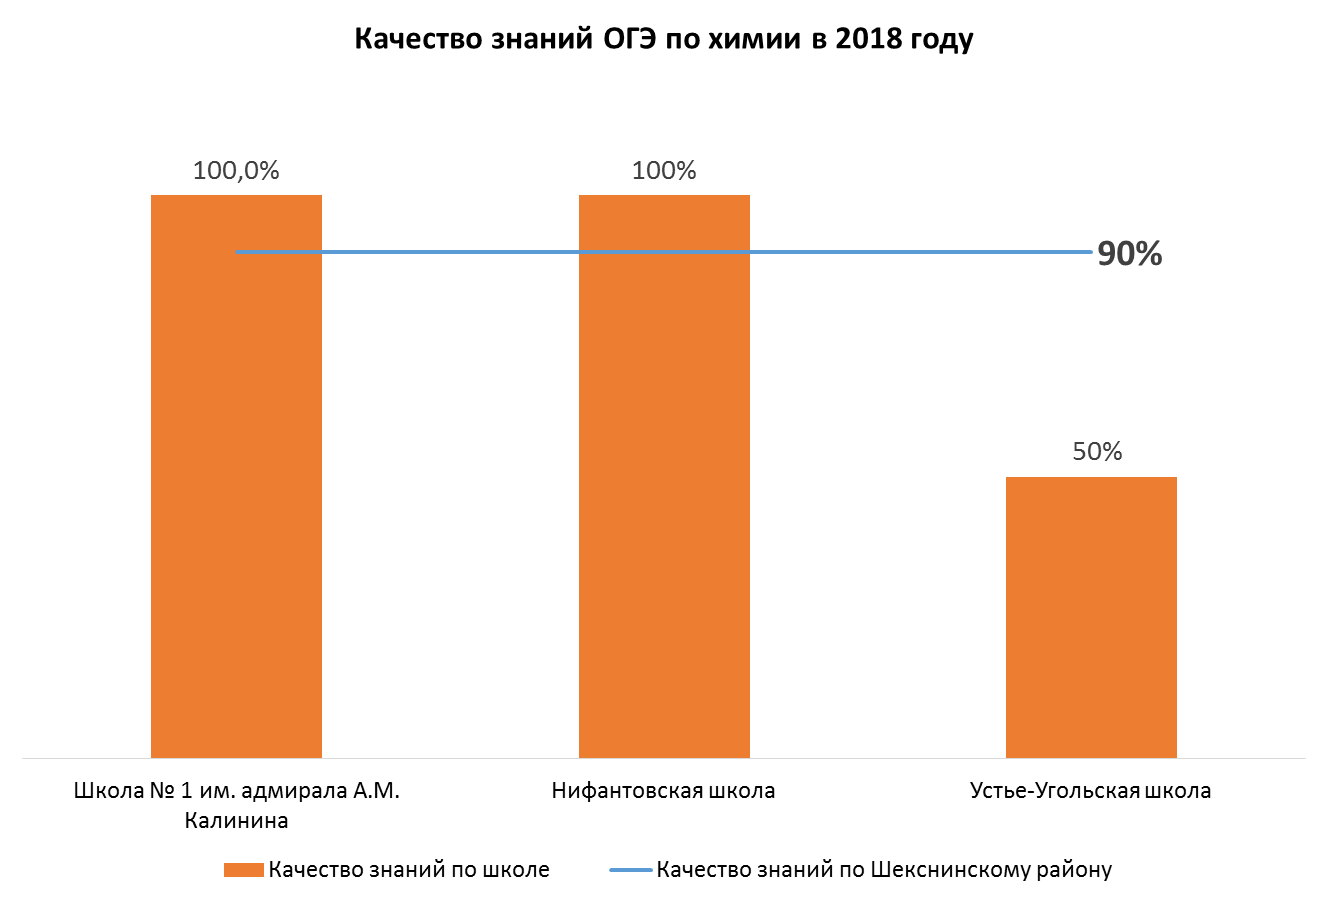 Качество знаний ОГЭ по химии в 2018 году
100,0%
100%
90%
50%
Школа № 1 им. адмирала А.М.
Калинина
Нифантовская школа
Устье-Угольская школа
Качество знаний по школе
Качество знаний по Шекснинскому району